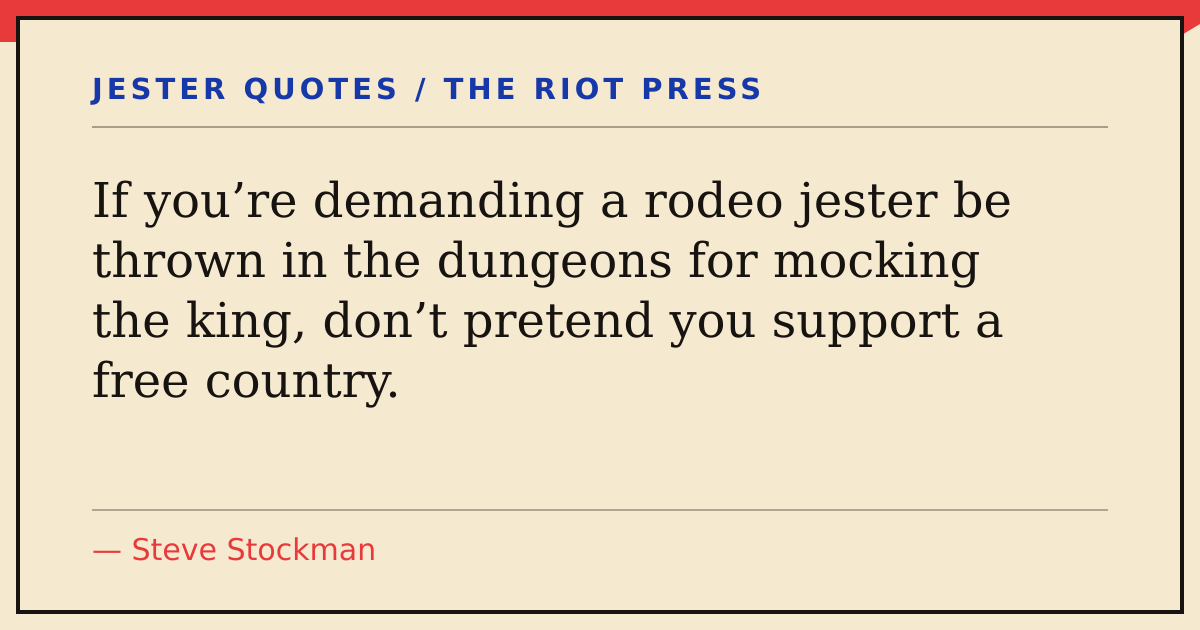 JESTER QUOTES / THE RIOT PRESS
If you’re demanding a rodeo jester be
thrown in the dungeons for mocking
the king, don’t pretend you support a
free country.
— Steve Stockman